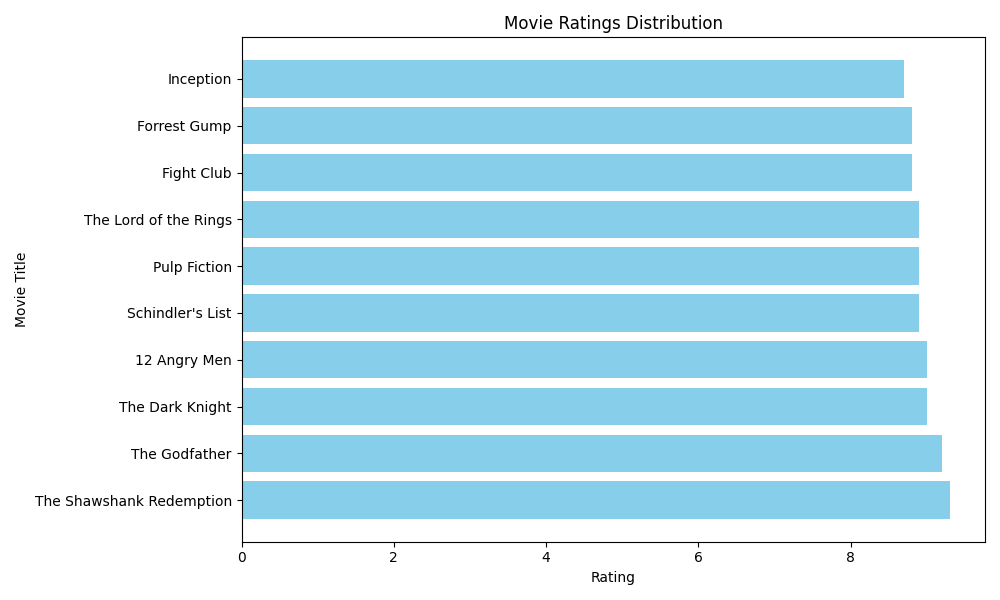 Movie Ratings Distribution
Movie Title
Inception
Forrest Gump
Fight Club
The Lord of the Rings
Pulp Fiction
Schindler's List
12 Angry Men
The Dark Knight
The Godfather
The Shawshank Redemption
0 2 4 6 8
Rating